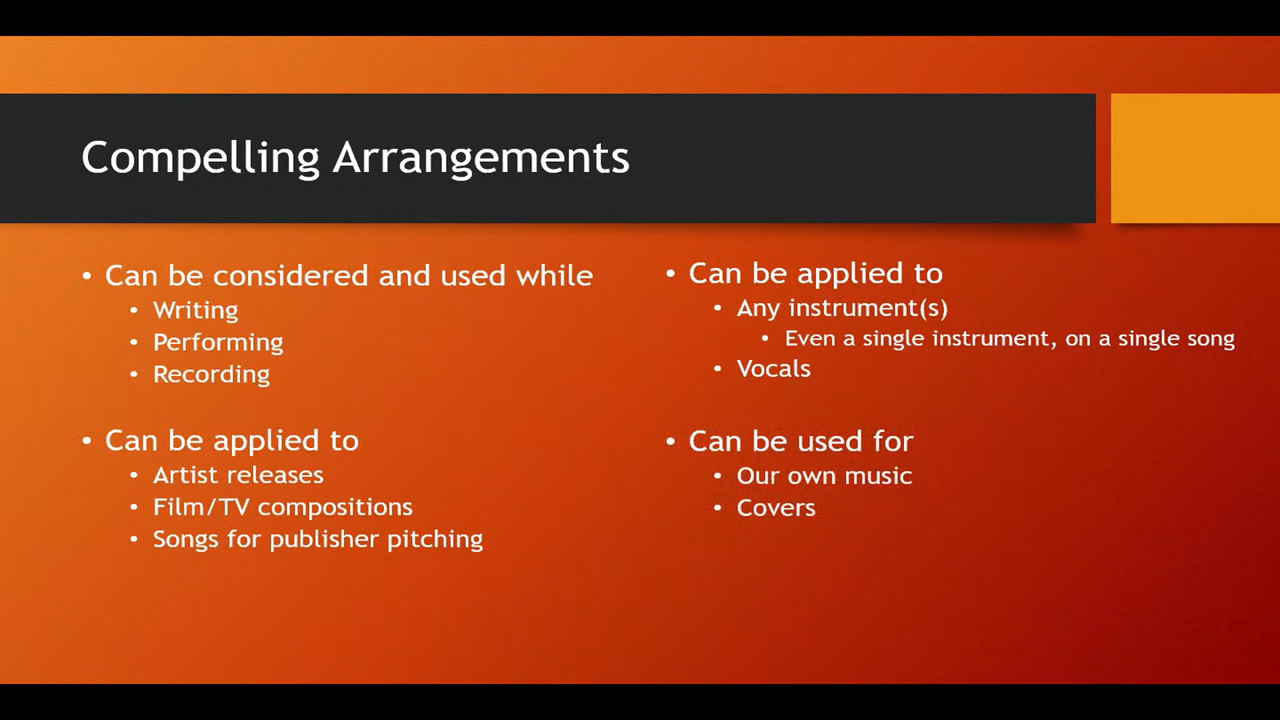 Compelling Arrangements
• Can be considered and used while
• Writing
• Performing
• Recording
• Can be applied to
• Artist releases
• Film/TV compositions
• Songs for publisher pitching
• Can be applied to
• Any instrument(s)
• Even a single instrument, on a single song
• Vocals
• Can be used for
• Our own music
• Covers